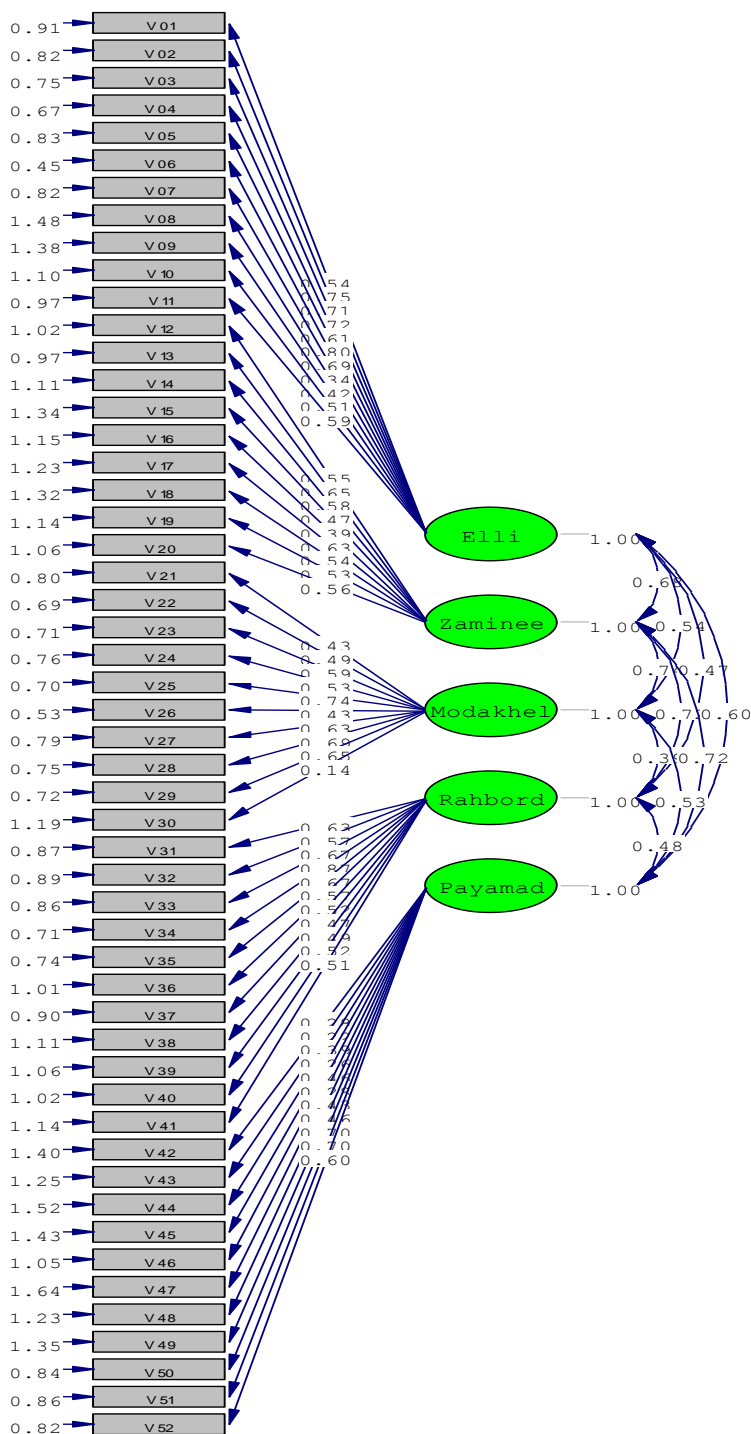 0.91 V01
0.82 V02
0.75 V03
0.67 V04
0.83 V05
0.45 V06
0.82 V07
1.48 V08
1.38 V09
1.10 V10
0.97 V11
1.02 V12
0.97 V13
1.11 V14
1.34 V15
1.15 V16
1.23 V17
1.32 V18
1.14 V19
1.06 V20
0.80 V21
0.69 V22
0.71 V23
0.76 V24
0.70 V25
0.53 V26
0.79 V27
0.75 V28
0.72 V29
1.19 V30
0.87 V31
0.89 V32
0.86 V33
0.71 V34
0.74 V35
1.01 V36
0.90 V37
1.11 V38
1.06 V39
1.02 V40
1.14 V41
1.40 V42
1.25 V43
1.52 V44
1.43 V45
1.05 V46
1.64 V47
1.23 V48
1.35 V49
0.84 V50
0.86 V51
0.82 V52
0.54
0.75
0.71
0.72
0.61
0.80
0.69
0.34
0.42
0.51
0.59
0.55
0.65
0.58
0.47
0.39
0.63
0.54
0.53
0.56
0.43
0.49
0.59
0.53
0.74
0.43
0.63
0.69
0.65
0.14
0.63
0.57
0.67
0.87
0.67
0.57
0.52
0.47
0.49
0.52
0.51
0.46
0.70
0.70
0.60
Elli 1.00
Zaminee 1.00
Modakhel 1.00
Rahbord 1.00
Payamad 1.00
0.54
0.47
0.60
0.72
0.53
0.48